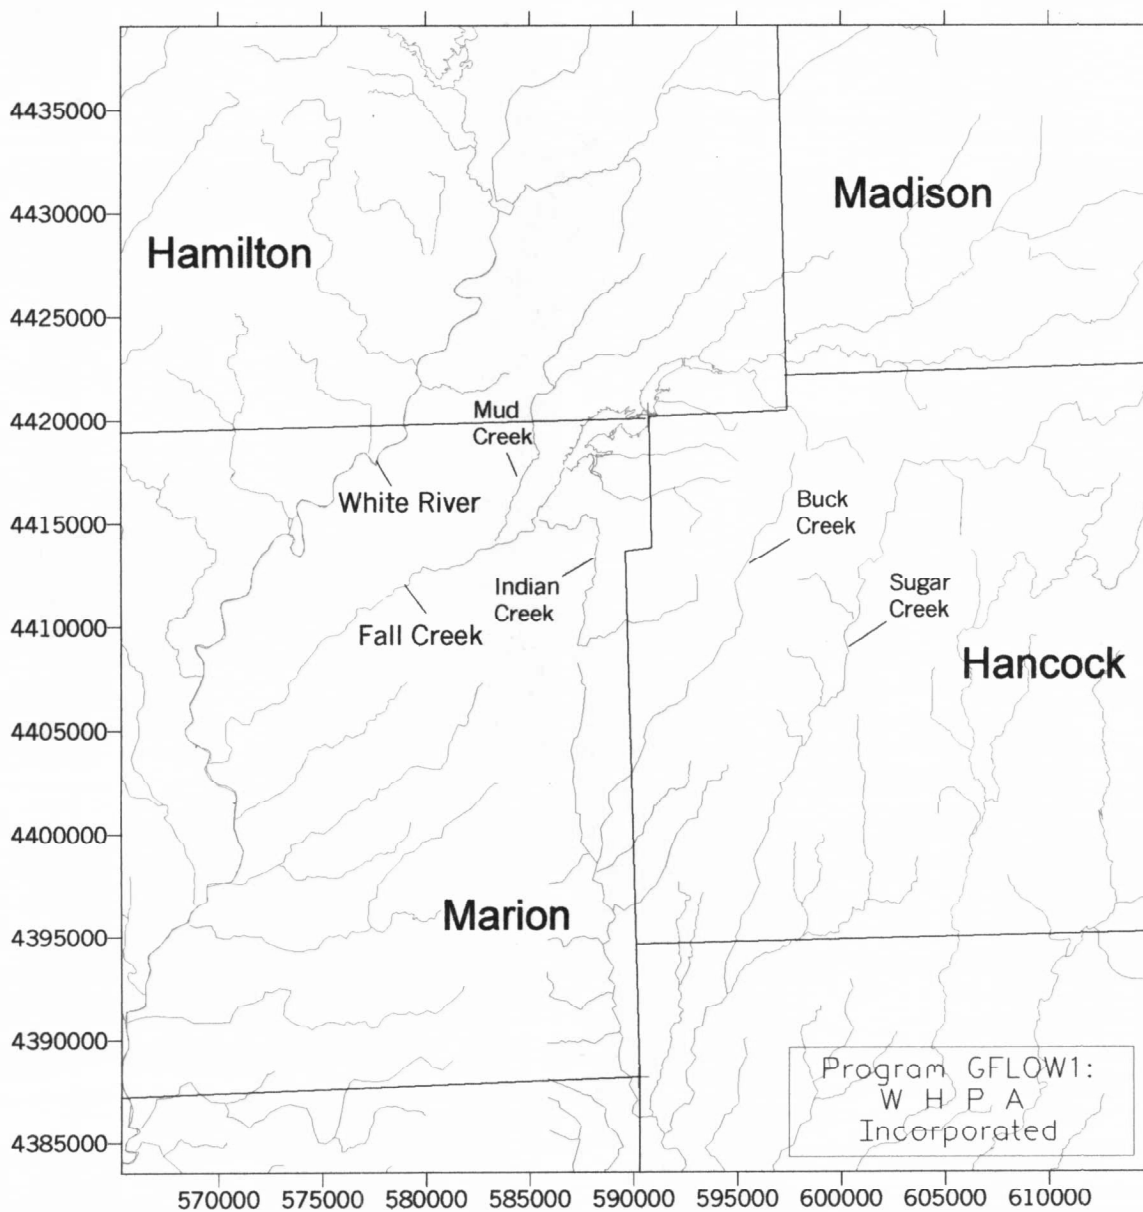 4435000
Madison
4430000
Hamilton
4425000
4420000
Mud
Creek
White River
4415000
Buck
Creek
Indian
Creek
Sugar
Creek
4410000
Fall Creek
Hancock
4405000
4400000
Marion
4395000
4390000
Program GFLOW1:
W H P A
Incorporated
4385000
570000 575000 580000 585000 590000 595000 600000 605000 610000